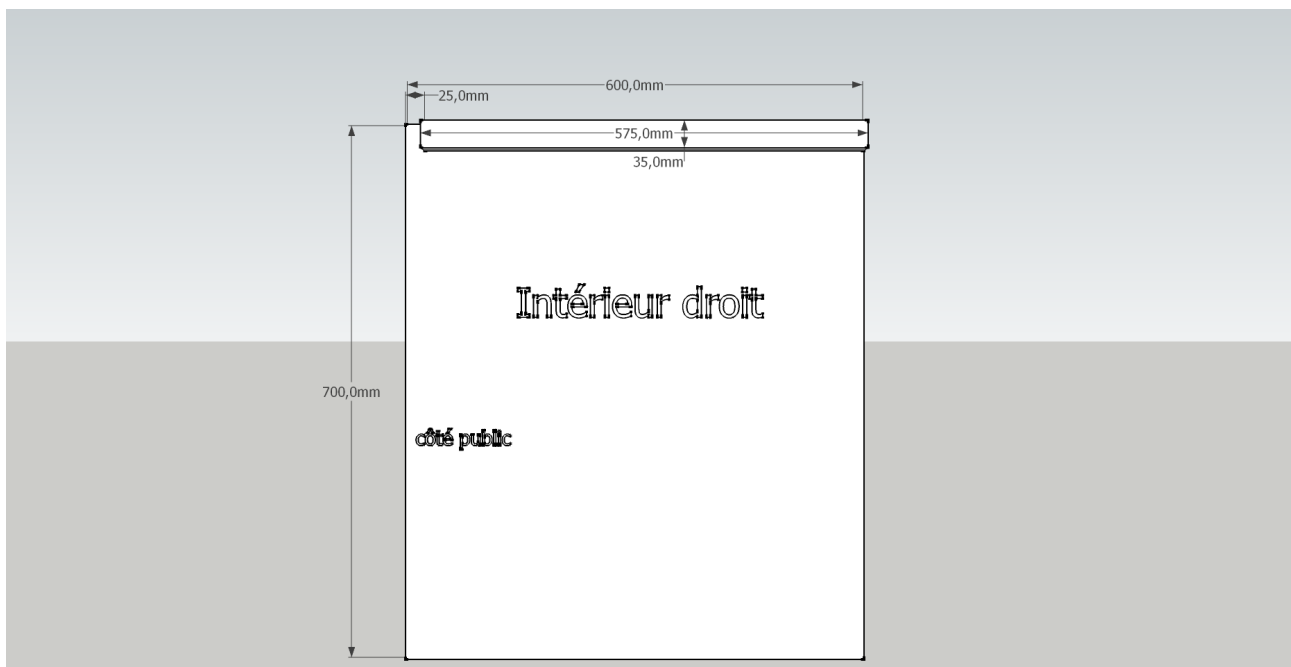 600,0mm
25,0mm
575,0mm
35,0mm
Intérieur droit
700,0mm
côté public